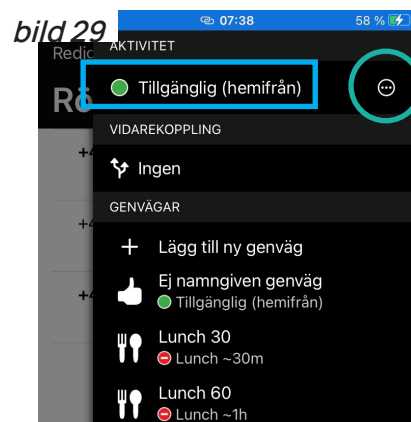 bild 29
07:38
58 %
Redig
AKTIVITET
Rö
Tillgänglig (hemifrån)
VIDAREKOPPLING
+4
Ingen
GENVÄGAR
+4
Lägg till ny genväg
Ej namngiven genväg
+4
Tillgänglig (hemifrån)
Lunch 30
Lunch ~30m
Lunch 60
Lunch ~1h